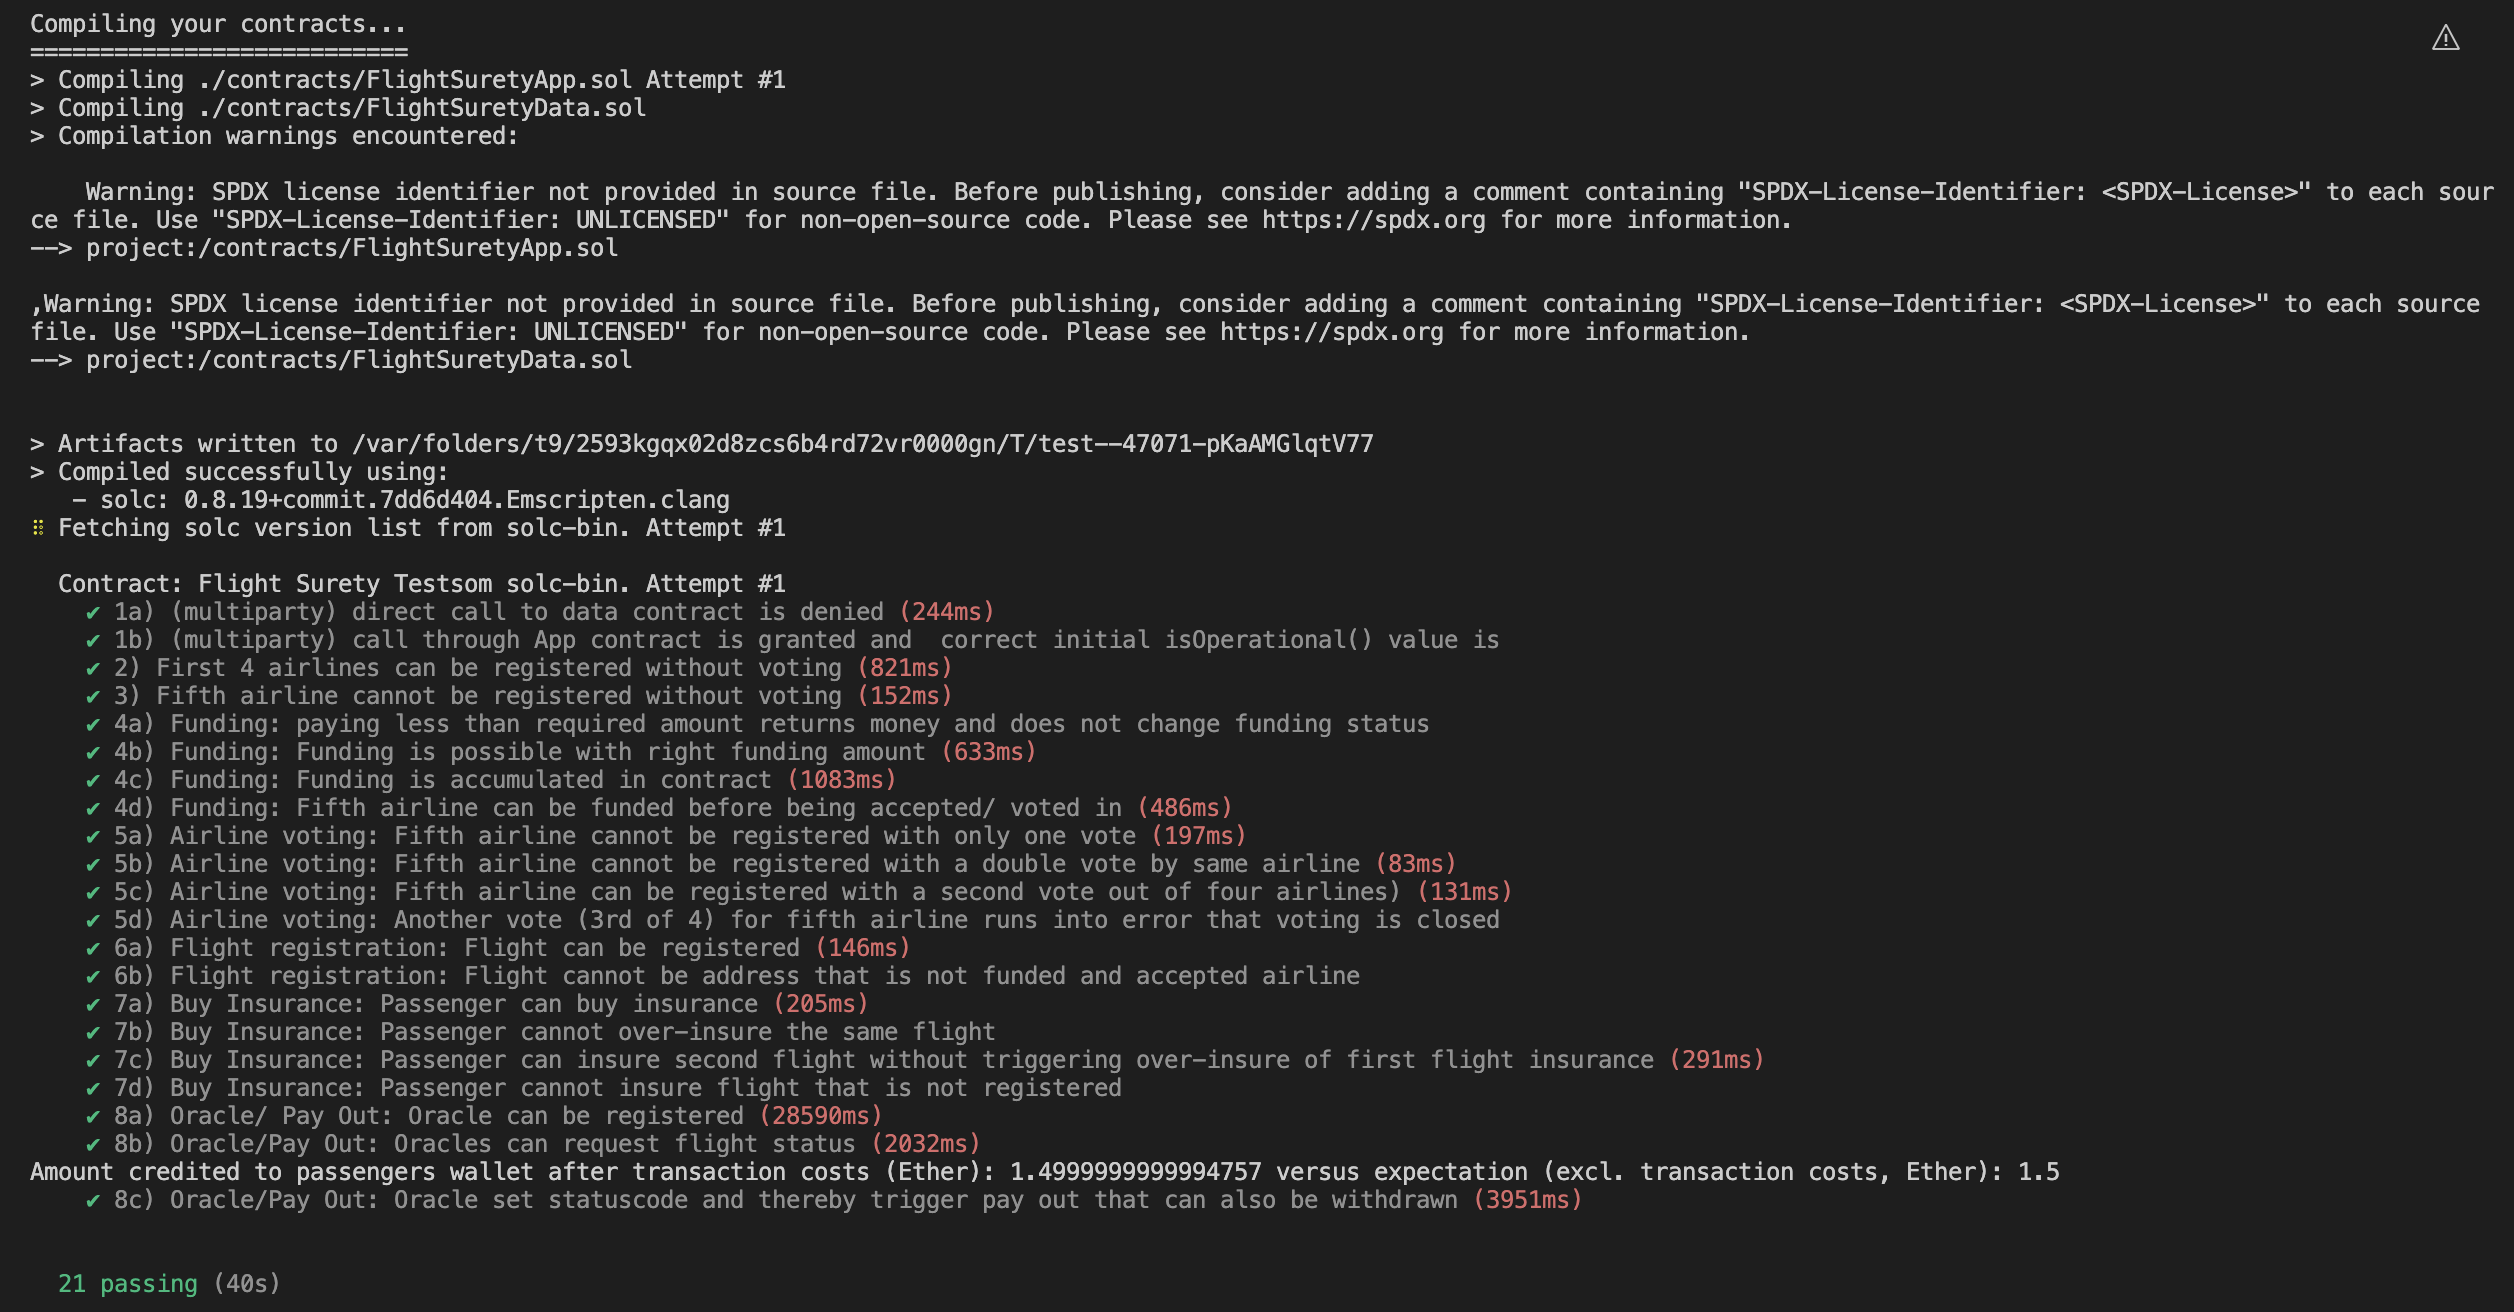 Compiling your contracts...
===========================
> Compiling ./contracts/FlightSuretyApp.sol Attempt #1
> Compiling ./contracts/FlightSuretyData.sol
> Compilation warnings encountered:
Warning: SPDX license identifier not provided in source file. Before publishing, consider adding a comment containing "SPDX-License-Identifier: <SPDX-License>" to each sour
ce file. Use "SPDX-License-Identifier: UNLICENSED" for non-open-source code. Please see https://spdx.org for more information.
--> project:/contracts/FlightSuretyApp.sol
,Warning: SPDX license identifier not provided in source file. Before publishing, consider adding a comment containing "SPDX-License-Identifier: <SPDX-License>" to each source
file. Use "SPDX-License-Identifier: UNLICENSED" for non-open-source code. Please see https://spdx.org for more information.
--> project:/contracts/FlightSuretyData.sol
> Artifacts written to /var/folders/t9/2593kgqx02d8zcs6b4rd72vr0000gn/T/test--47071-pKaAMGlqtV77
> Compiled successfully using:
- solc: 0.8.19+commit.7dd6d404.Emscripten.clang
⠿ Fetching solc version list from solc-bin. Attempt #1
Contract: Flight Surety Testsom solc-bin. Attempt #1
✔ 1a) (multiparty) direct call to data contract is denied (244ms)
✔ 1b) (multiparty) call through App contract is granted and  correct initial isOperational() value is
✔ 2) First 4 airlines can be registered without voting (821ms)
✔ 3) Fifth airline cannot be registered without voting (152ms)
✔ 4a) Funding: paying less than required amount returns money and does not change funding status
✔ 4b) Funding: Funding is possible with right funding amount (633ms)
✔ 4c) Funding: Funding is accumulated in contract (1083ms)
✔ 4d) Funding: Fifth airline can be funded before being accepted/ voted in (486ms)
✔ 5a) Airline voting: Fifth airline cannot be registered with only one vote (197ms)
✔ 5b) Airline voting: Fifth airline cannot be registered with a double vote by same airline (83ms)
✔ 5c) Airline voting: Fifth airline can be registered with a second vote out of four airlines) (131ms)
✔ 5d) Airline voting: Another vote (3rd of 4) for fifth airline runs into error that voting is closed
✔ 6a) Flight registration: Flight can be registered (146ms)
✔ 6b) Flight registration: Flight cannot be address that is not funded and accepted airline
✔ 7a) Buy Insurance: Passenger can buy insurance (205ms)
✔ 7b) Buy Insurance: Passenger cannot over-insure the same flight
✔ 7c) Buy Insurance: Passenger can insure second flight without triggering over-insure of first flight insurance (291ms)
✔ 7d) Buy Insurance: Passenger cannot insure flight that is not registered
✔ 8a) Oracle/ Pay Out: Oracle can be registered (28590ms)
✔ 8b) Oracle/Pay Out: Oracles can request flight status (2032ms)
Amount credited to passengers wallet after transaction costs (Ether): 1.4999999999994757 versus expectation (excl. transaction costs, Ether): 1.5
✔ 8c) Oracle/Pay Out: Oracle set statuscode and thereby trigger pay out that can also be withdrawn (3951ms)
21 passing (40s)